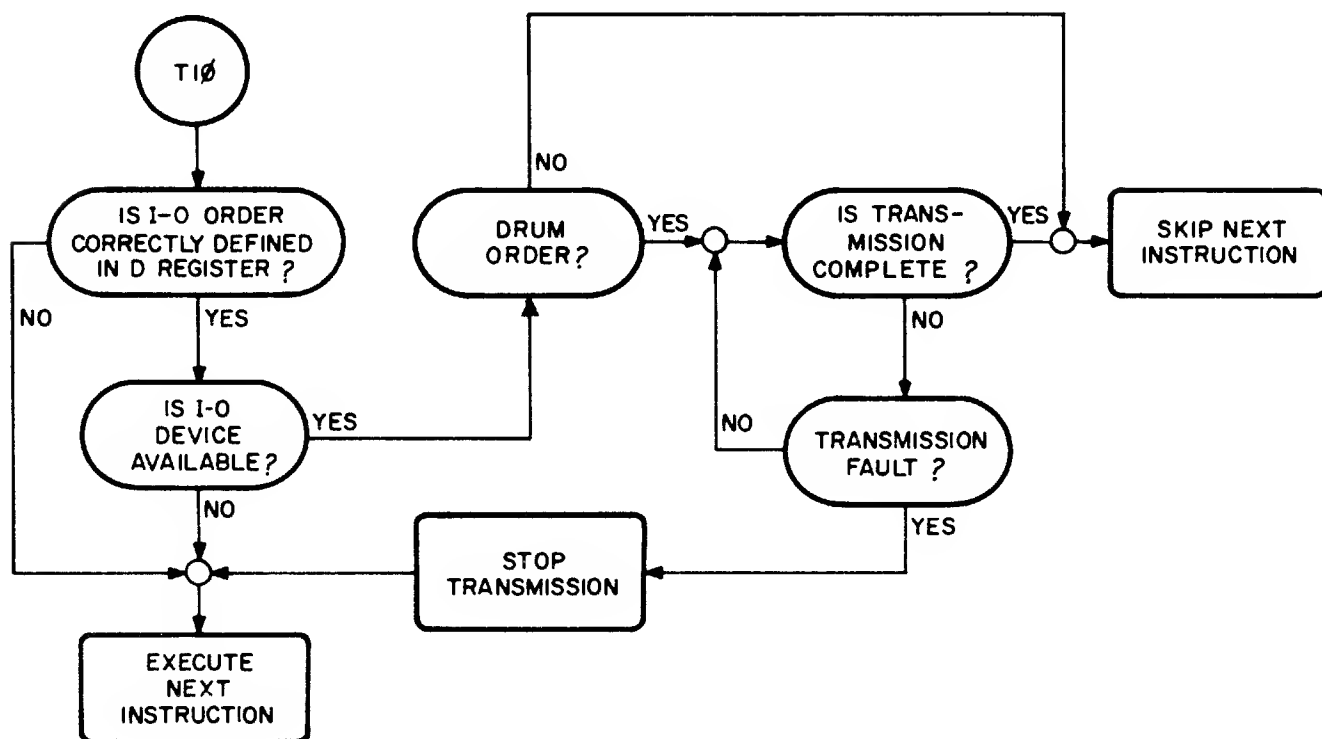 TIØ
IS I-O ORDER
CORRECTLY DEFINED
IN D REGISTER ?
NO
YES
IS I-O
DEVICE
AVAILABLE?
YES
NO
EXECUTE
NEXT
INSTRUCTION
NO
DRUM
ORDER?
YES
IS TRANS-
MISSION
COMPLETE ?
YES
SKIP NEXT
INSTRUCTION
NO
TRANSMISSION
FAULT ?
NO
YES
STOP
TRANSMISSION